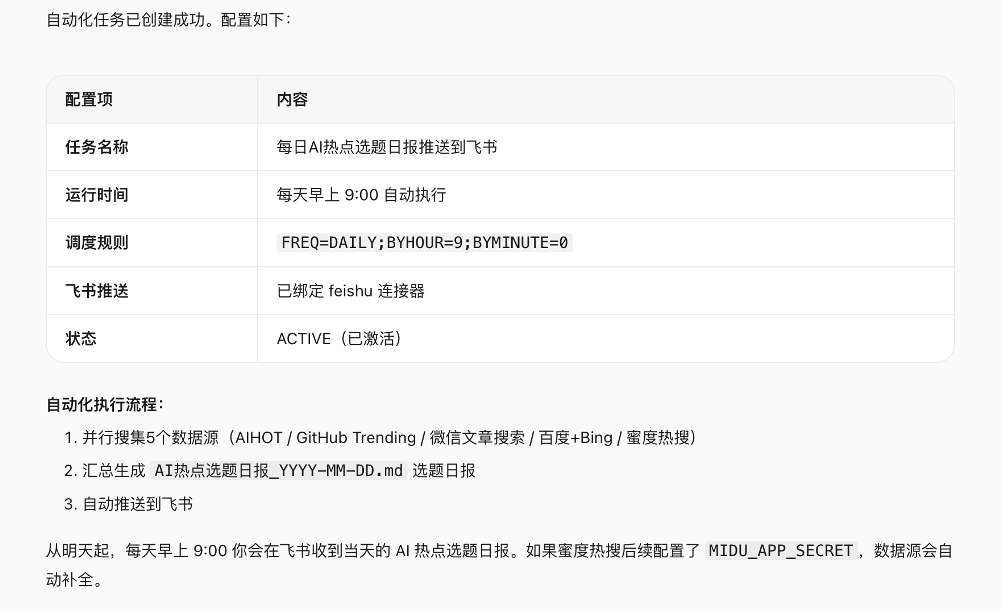 自动化任务已创建成功。配置如下：
配置项 内容
任务名称 每日AI热点选题日报推送到飞书
运行时间 每天早上 9:00 自动执行
调度规则 FREQ=DAILY;BYHOUR=9;BYMINUTE=0
飞书推送 已绑定 feishu 连接器
状态 ACTIVE（已激活）
自动化执行流程：
1. 并行搜集5个数据源（AIHOT / GitHub Trending / 微信文章搜索 / 百度+Bing / 蜜度热搜）
2. 汇总生成 AI热点选题日报_YYYY-MM-DD.md 选题日报
3. 自动推送到飞书
从明天起，每天早上 9:00 你会在飞书收到当天的 AI 热点选题日报。如果蜜度热搜后续配置了 MIDU_APP_SECRET，数据源会自
动补全。